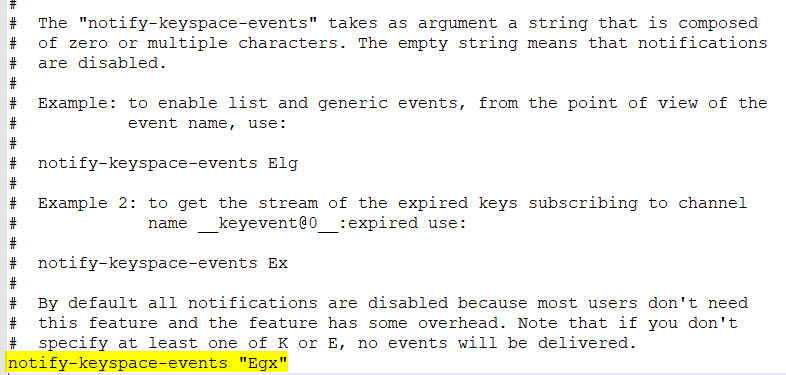 #
#  The "notify-keyspace-events" takes as argument a string that is composed
#  of zero or multiple characters. The empty string means that notifications
#  are disabled.
#
#  Example: to enable list and generic events, from the point of view of the
#           event name, use:
#
#  notify-keyspace-events Elg
#
#  Example 2: to get the stream of the expired keys subscribing to channel
#             name __keyevent@0__:expired use:
#
#  notify-keyspace-events Ex
#
#  By default all notifications are disabled because most users don't need
#  this feature and the feature has some overhead. Note that if you don't
#  specify at least one of K or E, no events will be delivered.
notify-keyspace-events "Egx"